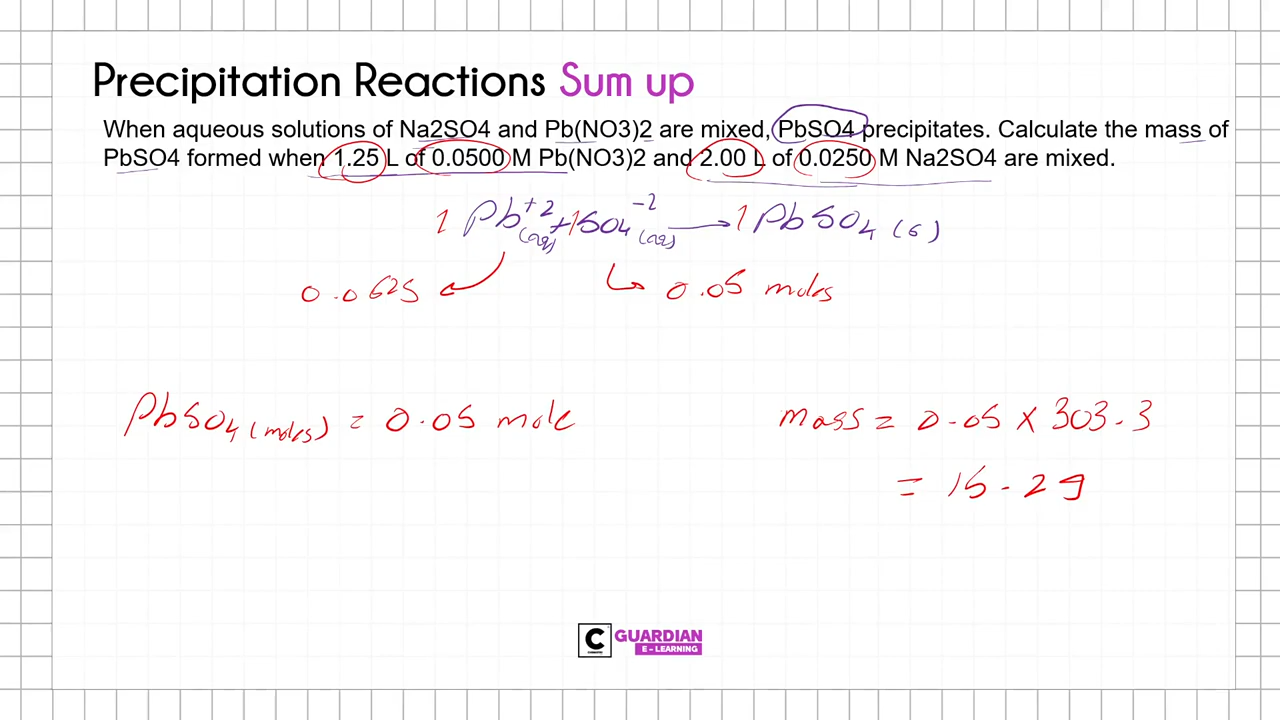 Precipitation Reactions Sum up
When aqueous solutions of Na2SO4 and Pb(NO3)2 are mixed, PbSO4 precipitates. Calculate the mass of
PbSO4 formed when 1.25 L of 0.0500 M Pb(NO3)2 and 2.00 L of 0.0250 M Na2SO4 are mixed.
1 Pb+2(aq) + 1SO4-2(aq) → 1 PbSO4 (s)
0.0625
0.05 moles
PbSO4 (moles) = 0.05 mole
mass = 0.05 x 303.3
= 15.2g
C GUARDIAN
E - LEARNING